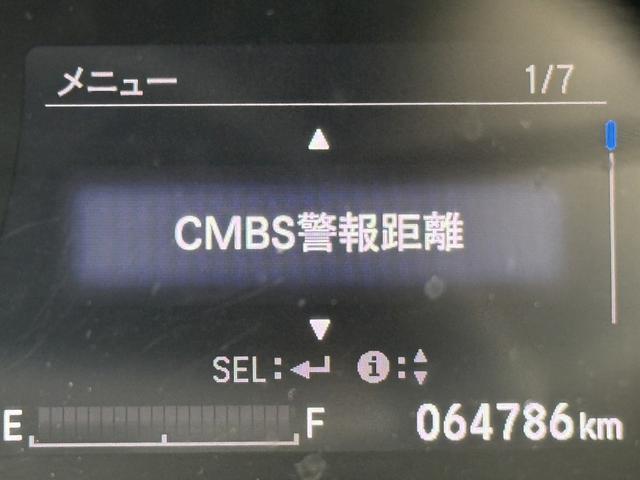 メニュー 1/7
▲
CMBS警報距離
▼
SEL:↵ i:▲▼
E F 064786km